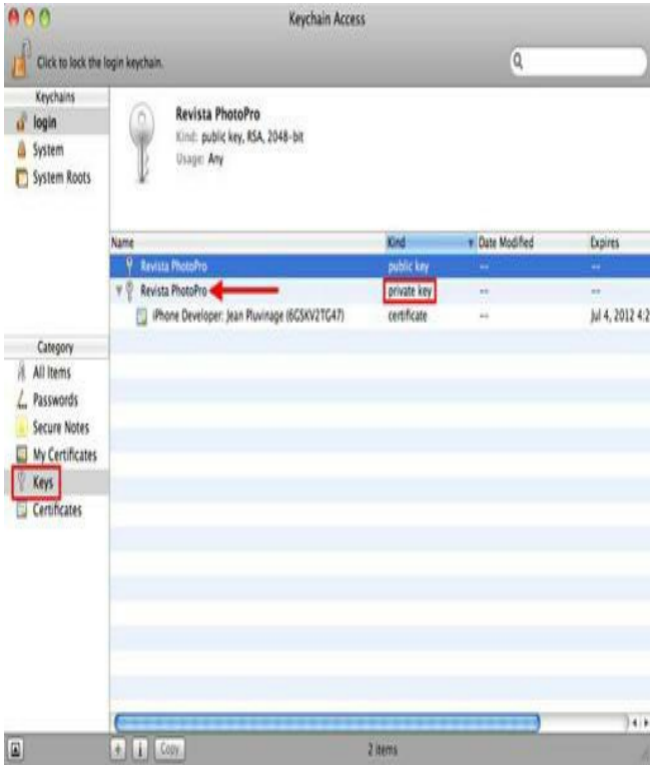 Keychain Access
Click to lock the login keychain.
Keychains
login
System
System Roots
Revista PhotoPro
Kind: public key, RSA, 2048-bit
Usage: Any
Name Kind Date Modified Expires
Revista PhotoPro public key -- --
Revista PhotoPro private key -- --
iPhone Developer: Jean Pluvinage (6GSKV2TG47) certificate -- Jul 4, 2012 4:2
Category
All Items
Passwords
Secure Notes
My Certificates
Keys
Certificates
+ i Copy 2 items